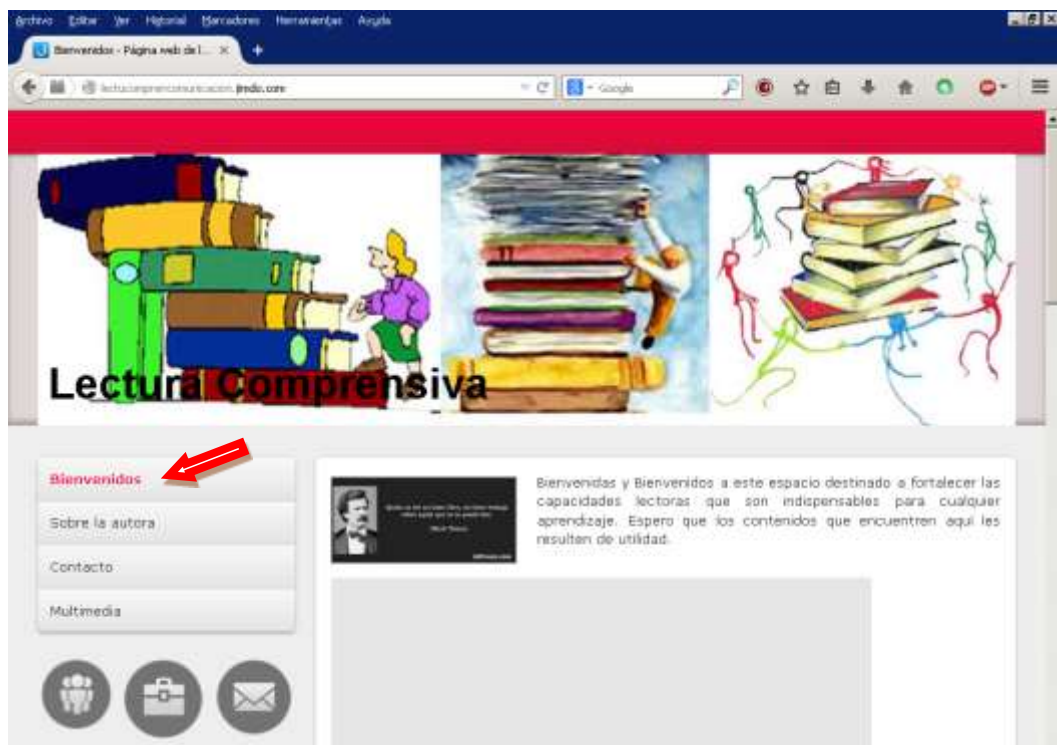 Archivo Editar Ver Historial Marcadores Herramientas Ayuda
Bienvenidos - Página web de l...
Google
Lectura Comprensiva
Bienvenidos
Sobre la autora
Contacto
Multimedia
Bienvenidas y Bienvenidos a este espacio destinado a fortalecer las
capacidades lectoras que son indispensables para cualquier
aprendizaje. Espero que los contenidos que encuentren aquí les
resulten de utilidad.